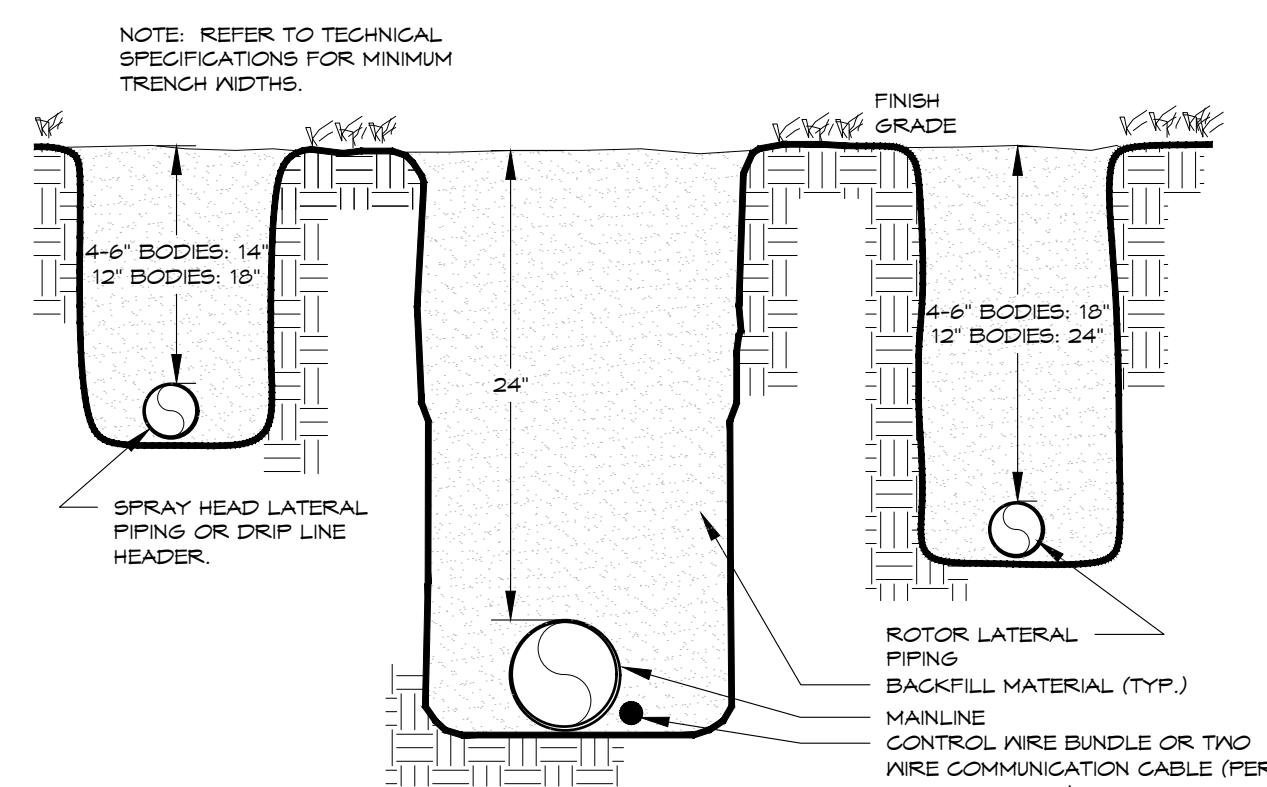 NOTE: REFER TO TECHNICAL
SPECIFICATIONS FOR MINIMUM
TRENCH WIDTHS.
FINISH
GRADE
4-6" BODIES: 14"
12" BODIES: 18"
24"
4-6" BODIES: 18"
12" BODIES: 24"
SPRAY HEAD LATERAL
PIPING OR DRIP LINE
HEADER.
ROTOR LATERAL
PIPING
BACKFILL MATERIAL (TYP.)
MAINLINE
CONTROL WIRE BUNDLE OR TWO
WIRE COMMUNICATION CABLE (PER